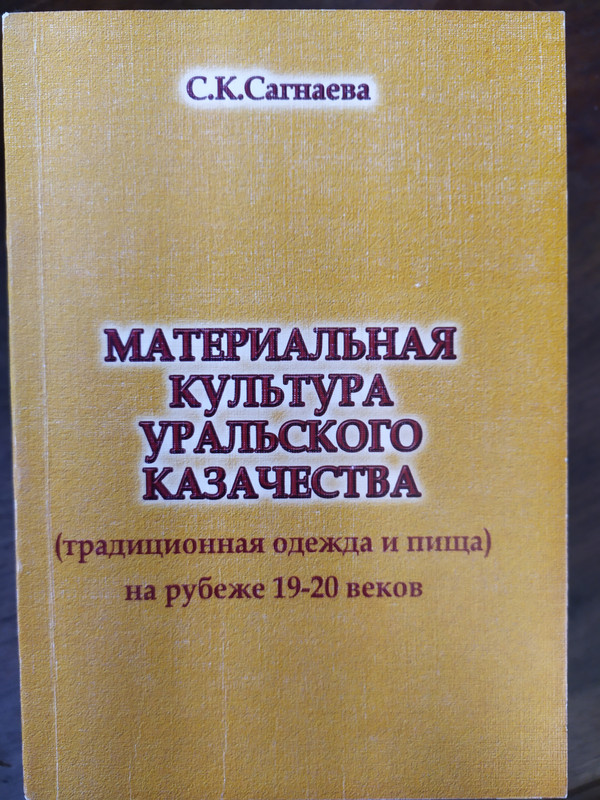 С.К.Сагнаева
МАТЕРИАЛЬНАЯ
КУЛЬТУРА
УРАЛЬСКОГО
КАЗАЧЕСТВА
(традиционная одежда и пища)
на рубеже 19-20 веков